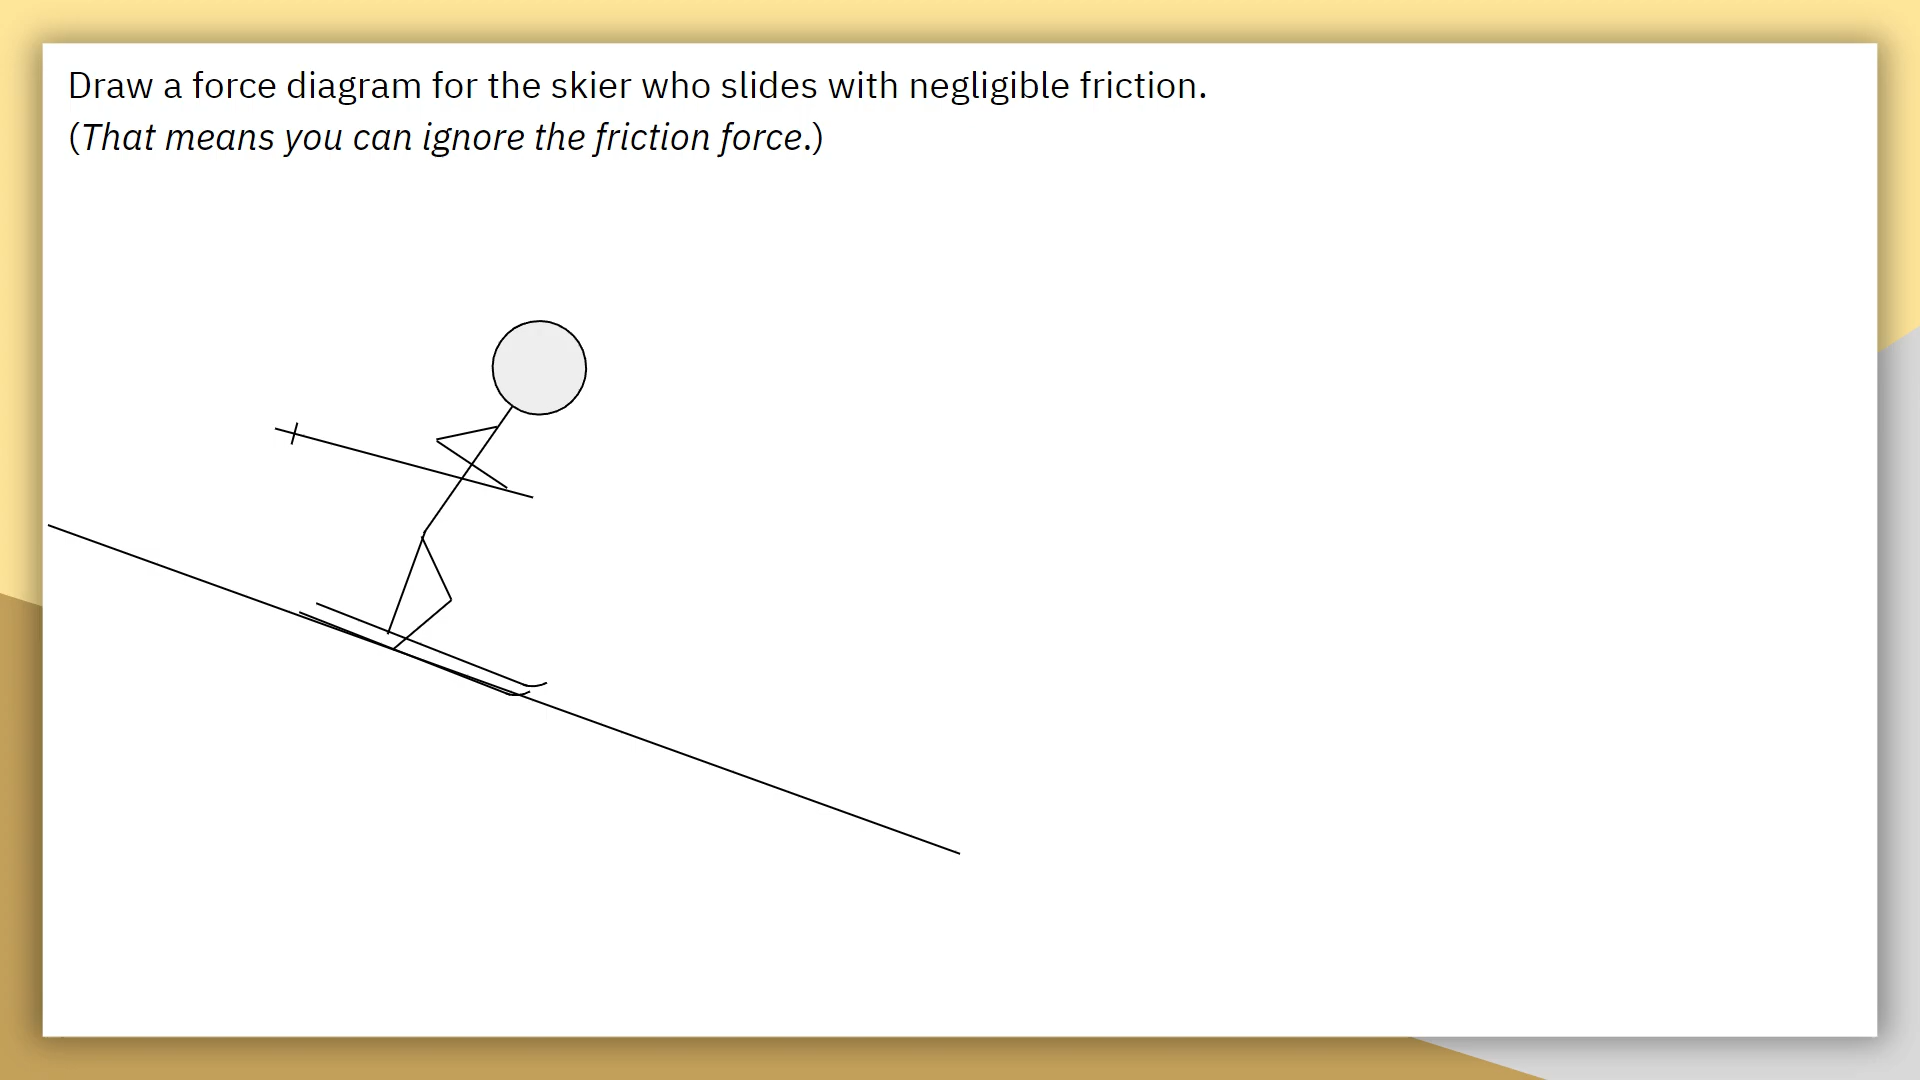 Draw a force diagram for the skier who slides with negligible friction.
(That means you can ignore the friction force.)